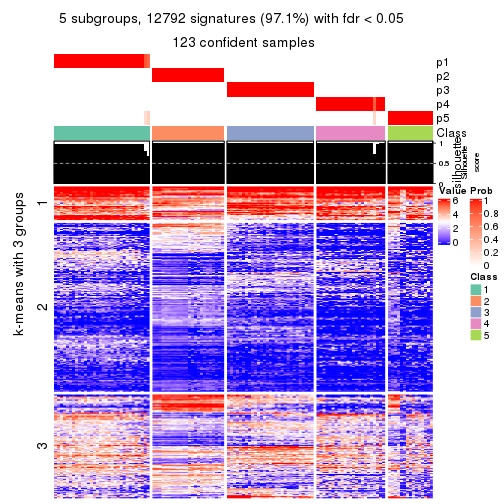 5 subgroups, 12792 signatures (97.1%) with fdr < 0.05
123 confident samples
p1
p2
p3
p4
p5
Class
1
0.5
0
silhouette
Silhouette
score
k-means with 3 groups
1
2
3
Value
6
4
2
0
Prob
1
0.8
0.6
0.4
0.2
0
Class
1
2
3
4
5